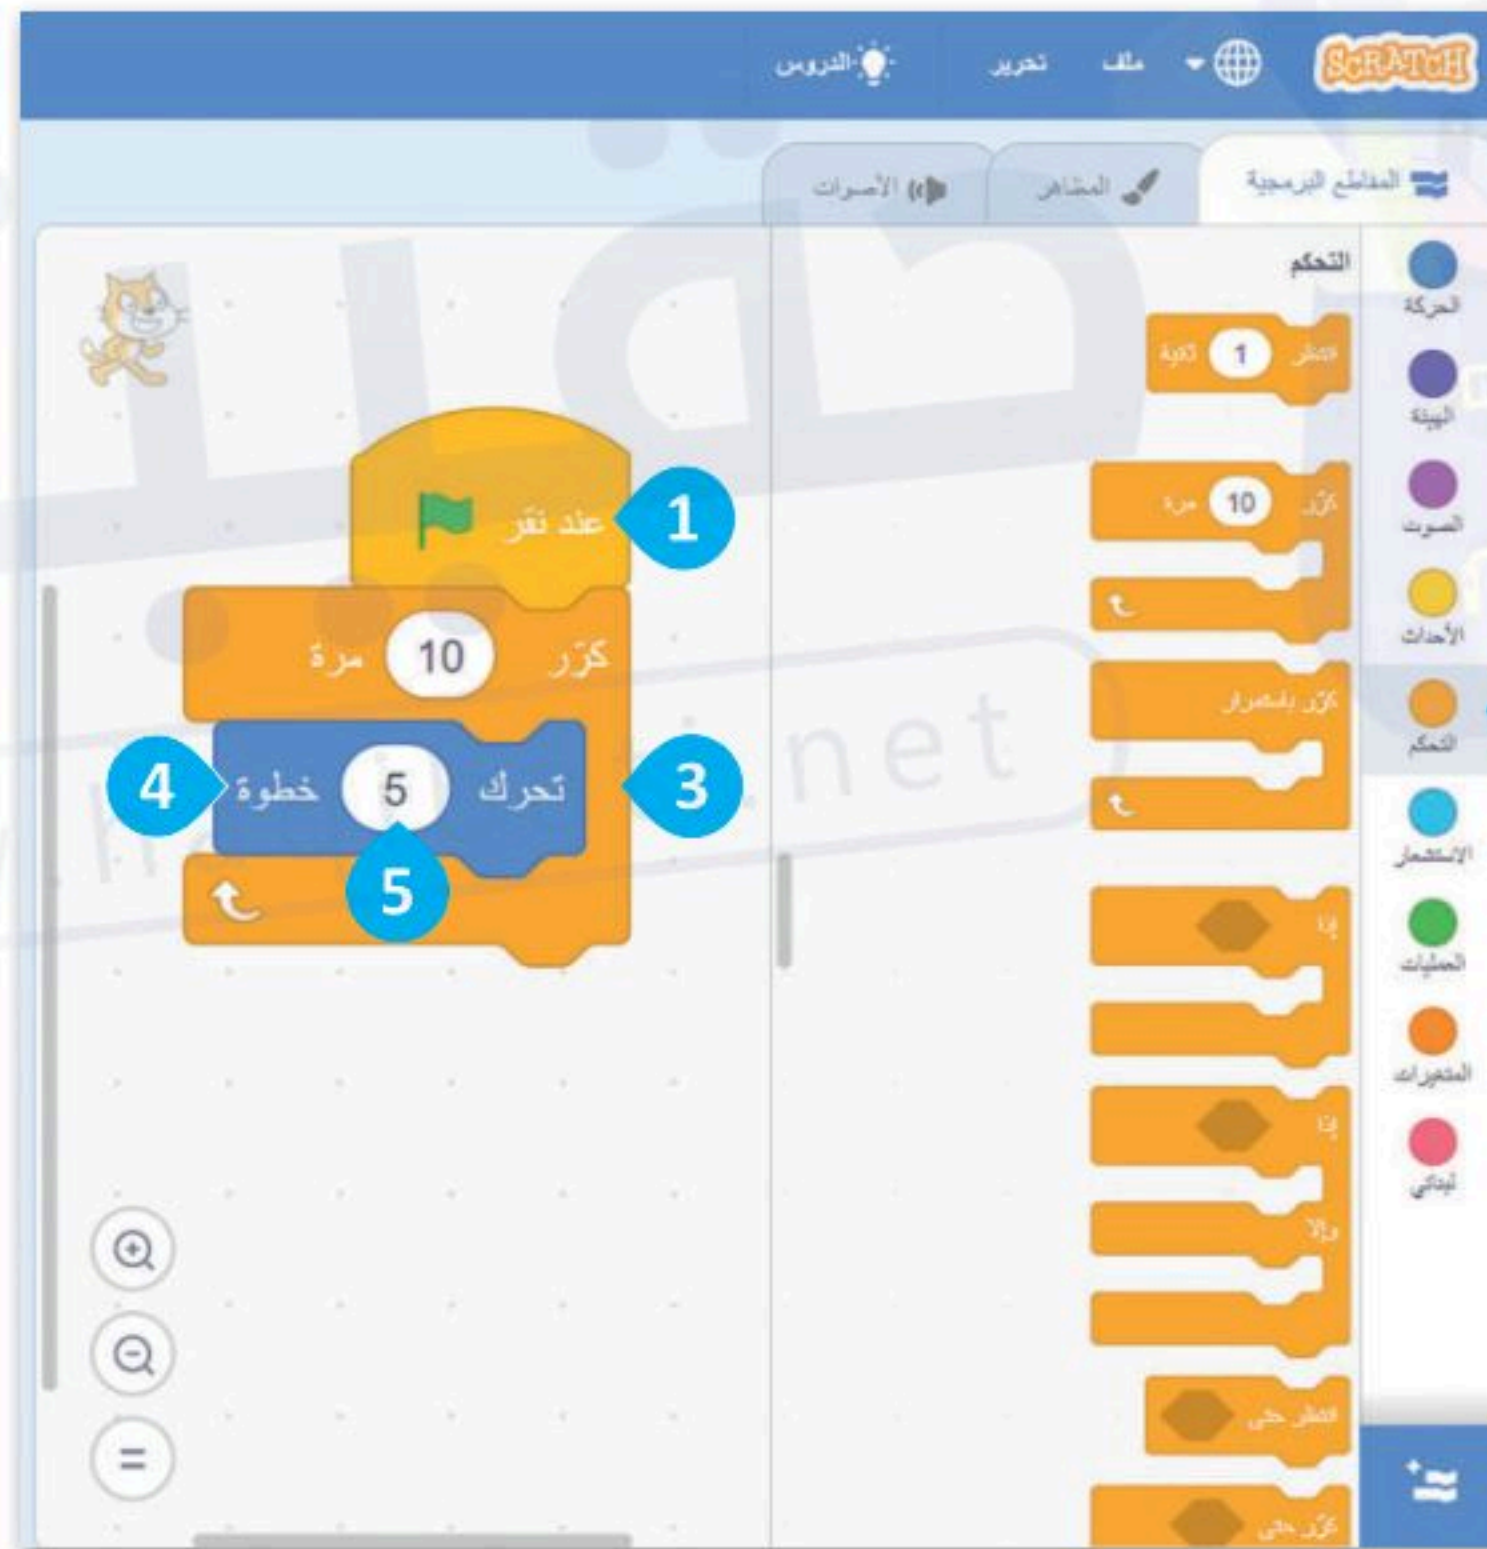 SCRATCH
ملف
تحرير
الدروس
المقاطع البرمجية
المظاهر
الأصوات
الحركة
الهيئة
الصوت
الأحداث
التحكم
الاستشعار
العمليات
المتغيرات
لبناتي
التحكم
انتظر 1 ثانية
كرّر 10 مرة
كرّر باستمرار
إذا
إذا
وإلا
انتظر حتى
كرّر حتى
عند نقر
1
كرّر 10 مرة
تحرك 5 خطوة
3
4
5
net